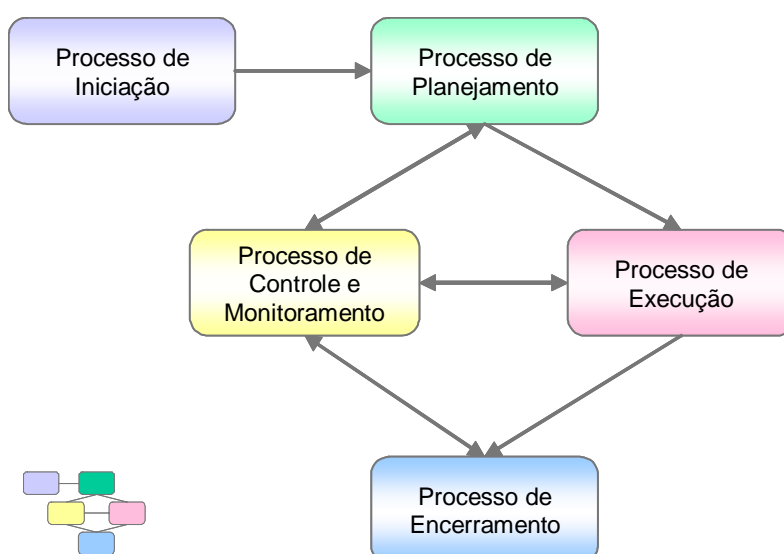 Processo de
Iniciação
Processo de
Planejamento
Processo de
Controle e
Monitoramento
Processo de
Execução
Processo de
Encerramento